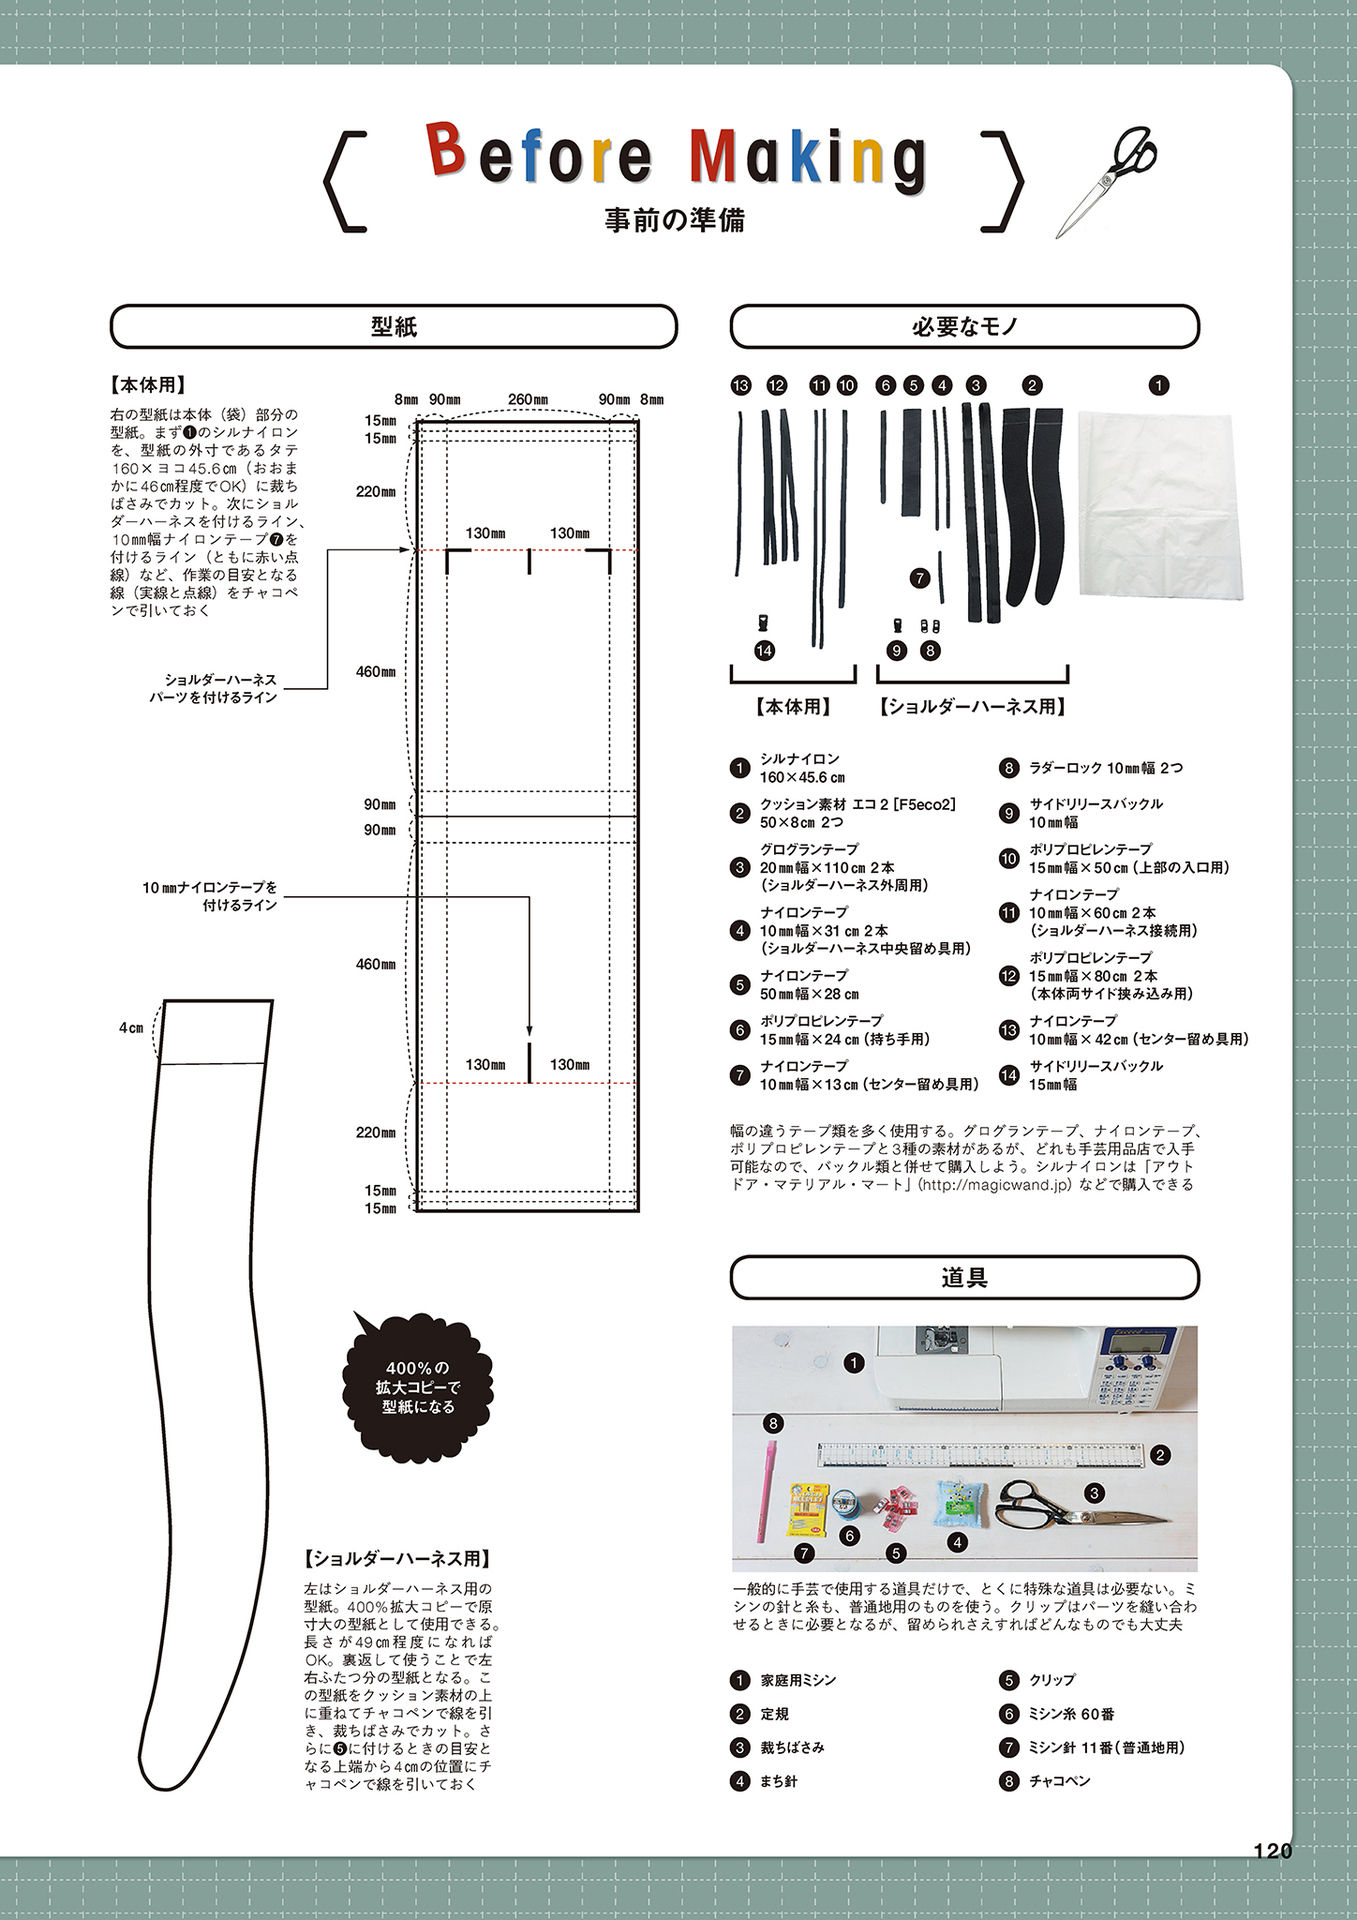 Before Making
事前の準備
型紙
【本体用】
右の型紙は本体（袋）部分の
型紙。まず❶のシルナイロン
を、型紙の外寸であるタテ
160×ヨコ45.6㎝（おおま
かに46㎝程度でOK）に裁ち
ばさみでカット。次にショル
ダーハーネスを付けるライン、
10㎜幅ナイロンテープ❼を
付けるライン（ともに赤い点
線）など、作業の目安となる
線（実線と点線）をチャコペ
ンで引いておく
8㎜ 90㎜ 260㎜ 90㎜ 8㎜
15㎜
15㎜
220㎜
130㎜ 130㎜
ショルダーハーネス
パーツを付けるライン
460㎜
90㎜
90㎜
10㎜ナイロンテープを
付けるライン
460㎜
130㎜ 130㎜
220㎜
15㎜
15㎜
4㎝
400％の
拡大コピーで
型紙になる
【ショルダーハーネス用】
左はショルダーハーネス用の
型紙。400％拡大コピーで原
寸大の型紙として使用できる。
長さが49㎝程度になれば
OK。裏返して使うことで左
右ふたつ分の型紙となる。こ
の型紙をクッション素材の上
に重ねてチャコペンで線を引
き、裁ちばさみでカット。さ
らに❺に付けるときの目安と
なる上端から4㎝の位置にチ
ャコペンで線を引いておく
必要なモノ
⓭ ⓬ ⓫ ❿ ❻ ❺ ❹ ❸ ❷ ❶
❼
⓮ ❾ ❽
【本体用】 【ショルダーハーネス用】
❶ シルナイロン
160×45.6㎝
❷ クッション素材 エコ2［F5eco2］
50×8㎝ 2つ
❸ グログランテープ
20㎜幅×110㎝ 2本
（ショルダーハーネス外周用）
❹ ナイロンテープ
10㎜幅×31㎝ 2本
（ショルダーハーネス中央留め具用）
❺ ナイロンテープ
50㎜幅×28㎝
❻ ポリプロピレンテープ
15㎜幅×24㎝（持ち手用）
❼ ナイロンテープ
10㎜幅×13㎝（センター留め具用）
❽ ラダーロック 10㎜幅 2つ
❾ サイドリリースバックル
10㎜幅
❿ ポリプロピレンテープ
15㎜幅×50㎝（上部の入口用）
⓫ ナイロンテープ
10㎜幅×60㎝ 2本
（ショルダーハーネス接続用）
⓬ ポリプロピレンテープ
15㎜幅×80㎝ 2本
（本体両サイド挟み込み用）
⓭ ナイロンテープ
10㎜幅×42㎝（センター留め具用）
⓮ サイドリリースバックル
15㎜幅
幅の違うテープ類を多く使用する。グログランテープ、ナイロンテープ、
ポリプロピレンテープと3種の素材があるが、どれも手芸用品店で入手
可能なので、バックル類と併せて購入しよう。シルナイロンは「アウト
ドア・マテリアル・マート」（http://magicwand.jp）などで購入できる
道具
❶
❽
❷
❸
❻
❹
❼ ❺
一般的に手芸で使用する道具だけで、とくに特殊な道具は必要ない。ミ
シンの針と糸も、普通地用のものを使う。クリップはパーツを縫い合わ
せるときに必要となるが、留められさえすればどんなものでも大丈夫
❶ 家庭用ミシン
❷ 定規
❸ 裁ちばさみ
❹ まち針
❺ クリップ
❻ ミシン糸 60番
❼ ミシン針 11番（普通地用）
❽ チャコペン
120